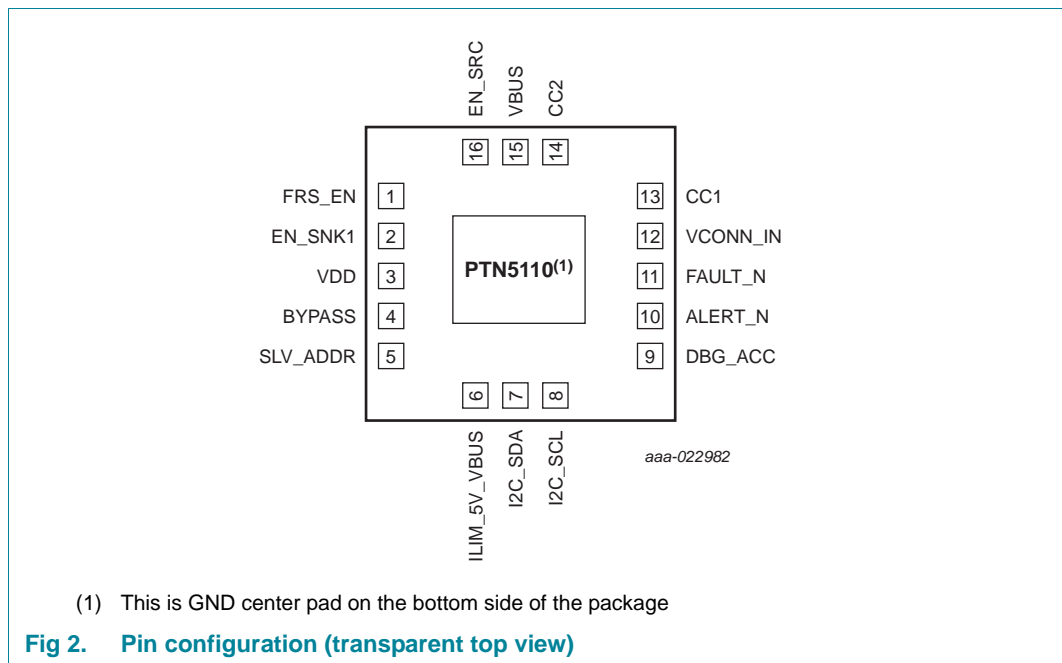 EN_SRC
VBUS
CC2
16
15
14
FRS_EN 1
13 CC1
EN_SNK1 2
12 VCONN_IN
VDD 3
PTN5110(1)
11 FAULT_N
BYPASS 4
10 ALERT_N
SLV_ADDR 5
9 DBG_ACC
6
7
8
ILIM_5V_VBUS
I2C_SDA
I2C_SCL
aaa-022982
(1) This is GND center pad on the bottom side of the package
Fig 2. Pin configuration (transparent top view)